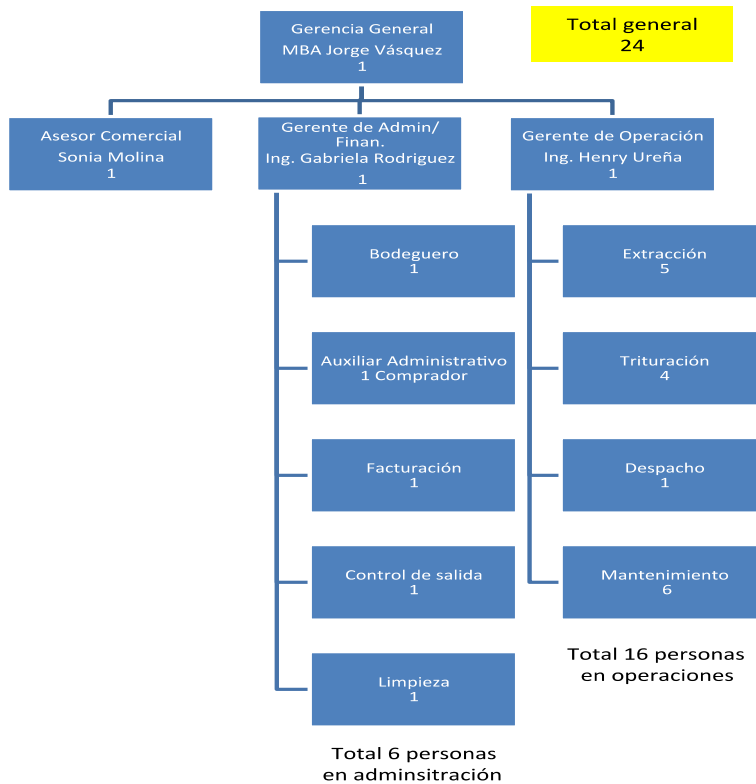 Gerencia General
MBA Jorge Vásquez
1
Total general
24
Asesor Comercial
Sonia Molina
1
Gerente de Admin/
Finan.
Ing. Gabriela Rodriguez
1
Gerente de Operación
Ing. Henry Ureña
1
Bodeguero
1
Auxiliar Administrativo
1 Comprador
Facturación
1
Control de salida
1
Limpieza
1
Total 6 personas
en adminsitración
Extracción
5
Trituración
4
Despacho
1
Mantenimiento
6
Total 16 personas
en operaciones